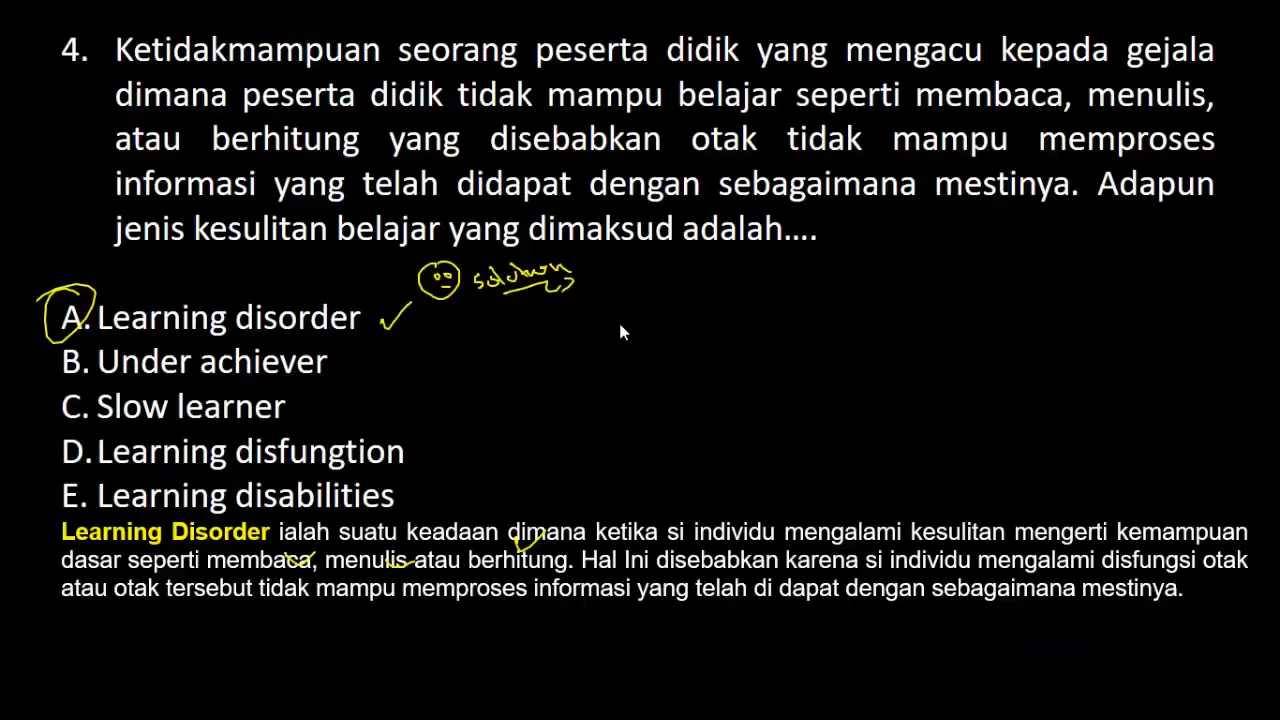 4. Ketidakmampuan seorang peserta didik yang mengacu kepada gejala
dimana peserta didik tidak mampu belajar seperti membaca, menulis,
atau berhitung yang disebabkan otak tidak mampu memproses
informasi yang telah didapat dengan sebagaimana mestinya. Adapun
jenis kesulitan belajar yang dimaksud adalah....
A. Learning disorder
B. Under achiever
C. Slow learner
D. Learning disfungtion
E. Learning disabilities
Learning Disorder ialah suatu keadaan dimana ketika si individu mengalami kesulitan mengerti kemampuan
dasar seperti membaca, menulis atau berhitung. Hal Ini disebabkan karena si individu mengalami disfungsi otak
atau otak tersebut tidak mampu memproses informasi yang telah di dapat dengan sebagaimana mestinya.